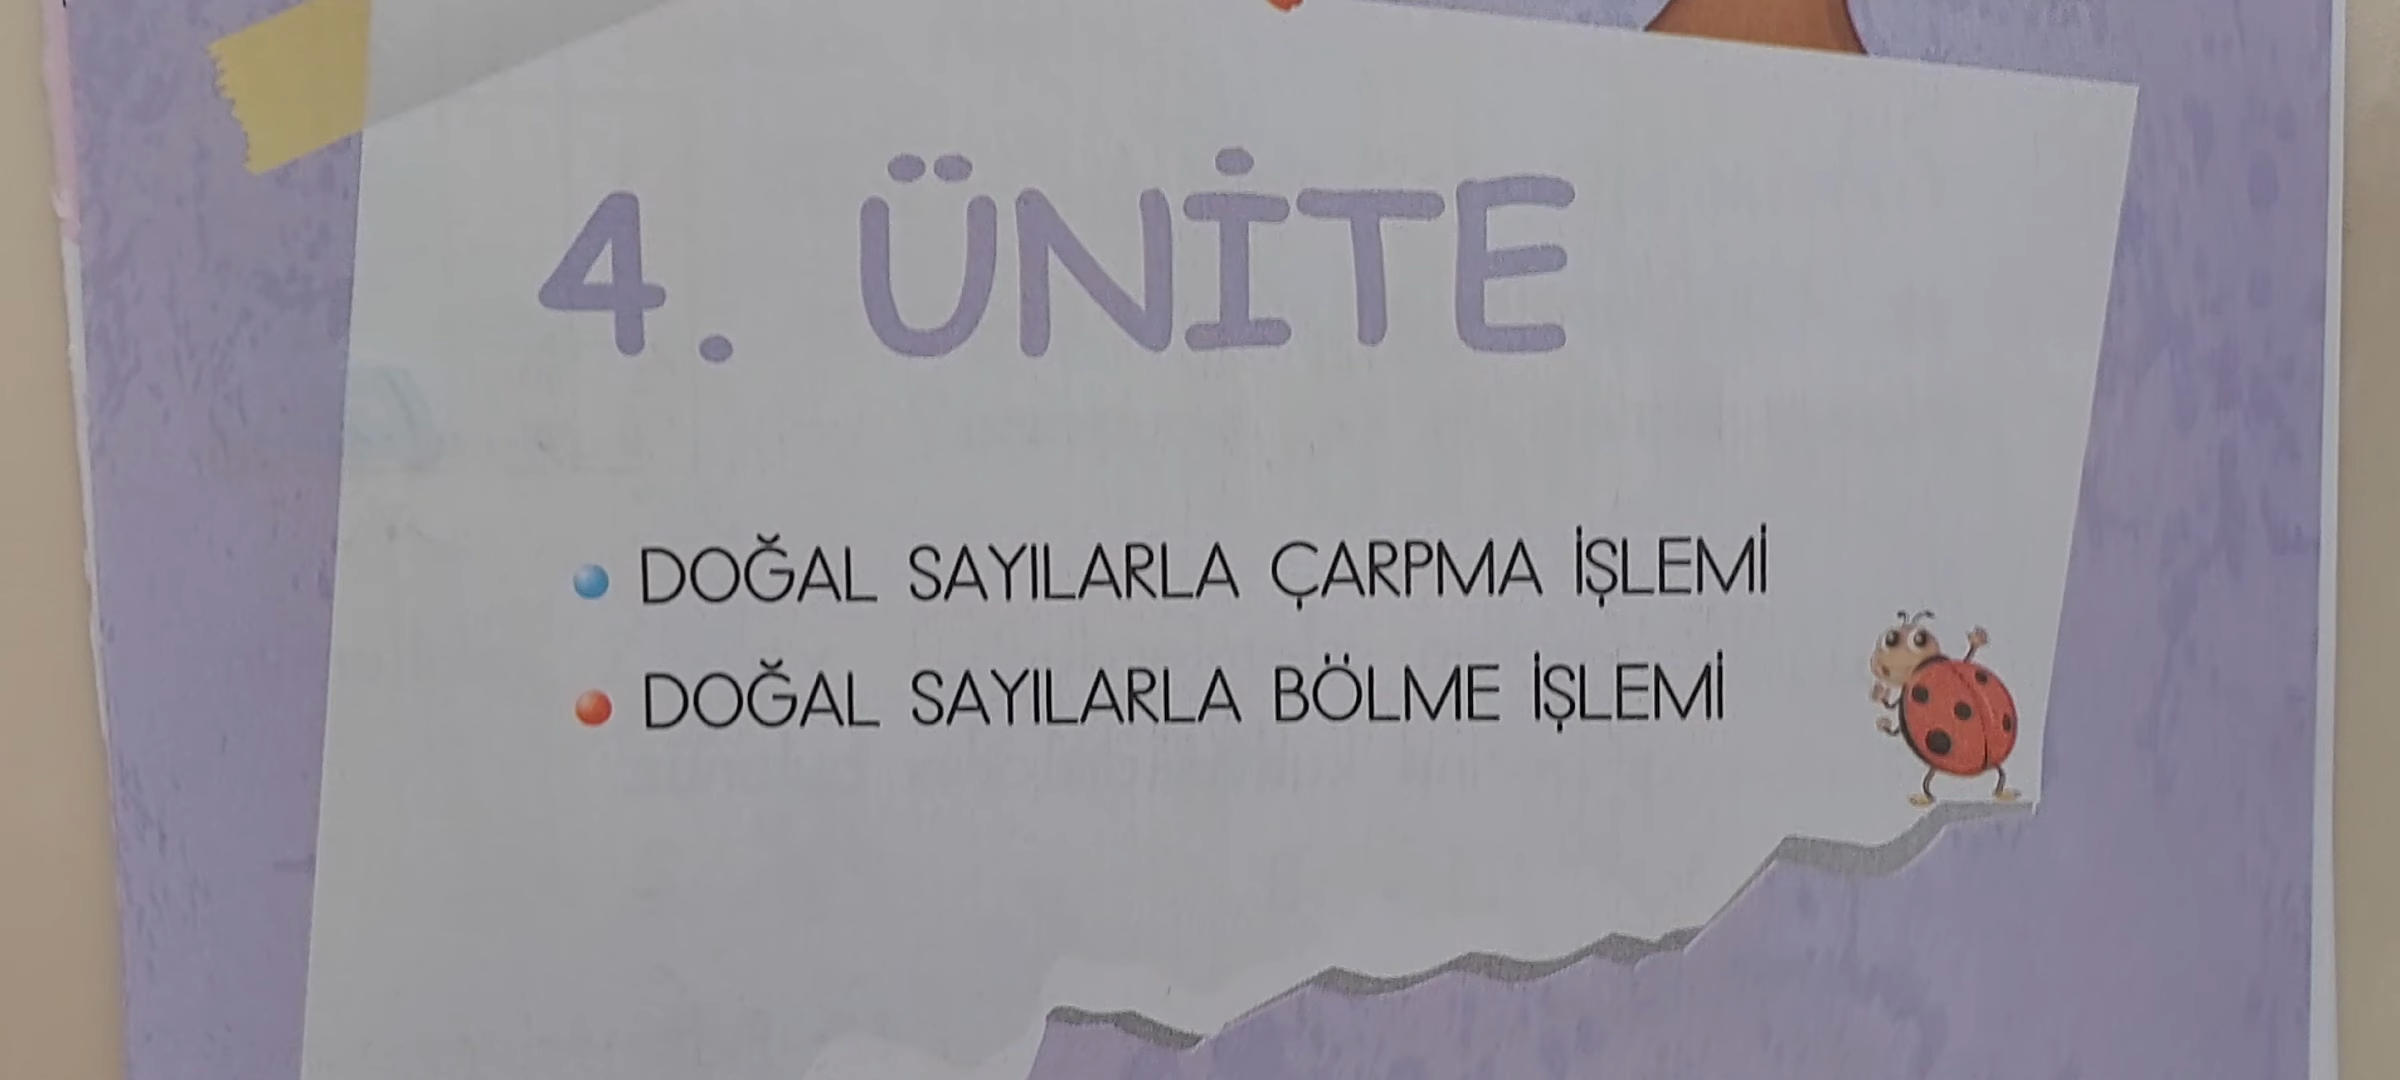 4. ÜNİTE
DOĞAL SAYILARLA ÇARPMA İŞLEMİ
DOĞAL SAYILARLA BÖLME İŞLEMİ